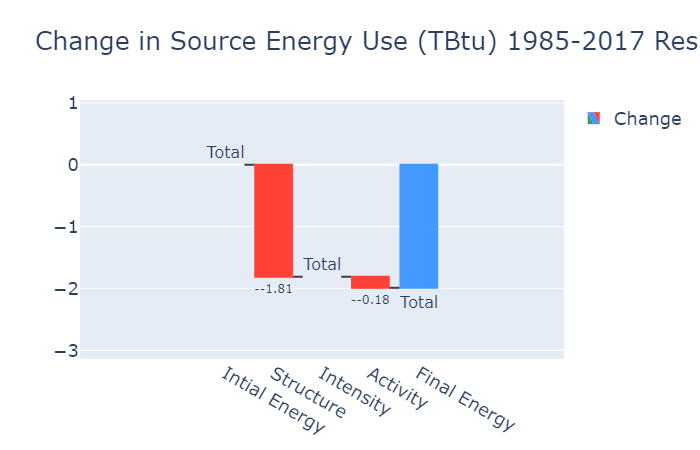 Change in Source Energy Use (TBtu) 1985-2017 Res
1
Change
Total
0
−1
Total
--1.81
−2
--0.18
Total
−3
Intial Energy
Structure
Intensity
Activity
Final Energy